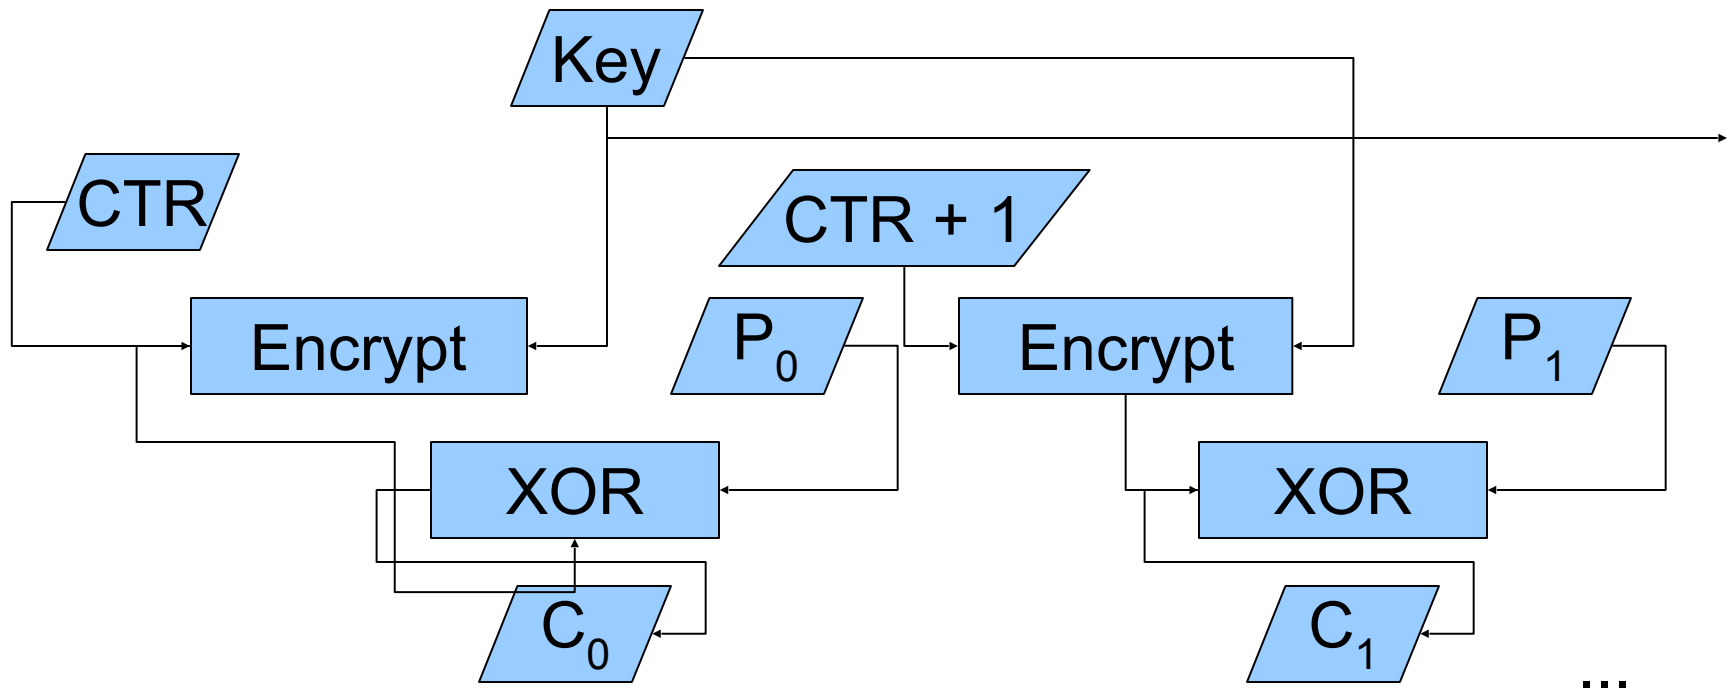 Key
CTR
CTR + 1
Encrypt
P0
Encrypt
P1
XOR
XOR
C0
C1
...